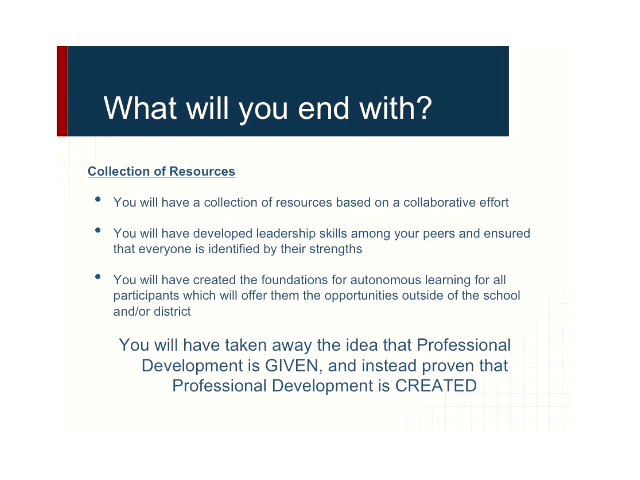 What will you end with?
Collection of Resources
• You will have a collection of resources based on a collaborative effort
• You will have developed leadership skills among your peers and ensured
that everyone is identified by their strengths
• You will have created the foundations for autonomous learning for all
participants which will offer them the opportunities outside of the school
and/or district
You will have taken away the idea that Professional
Development is GIVEN, and instead proven that
Professional Development is CREATED